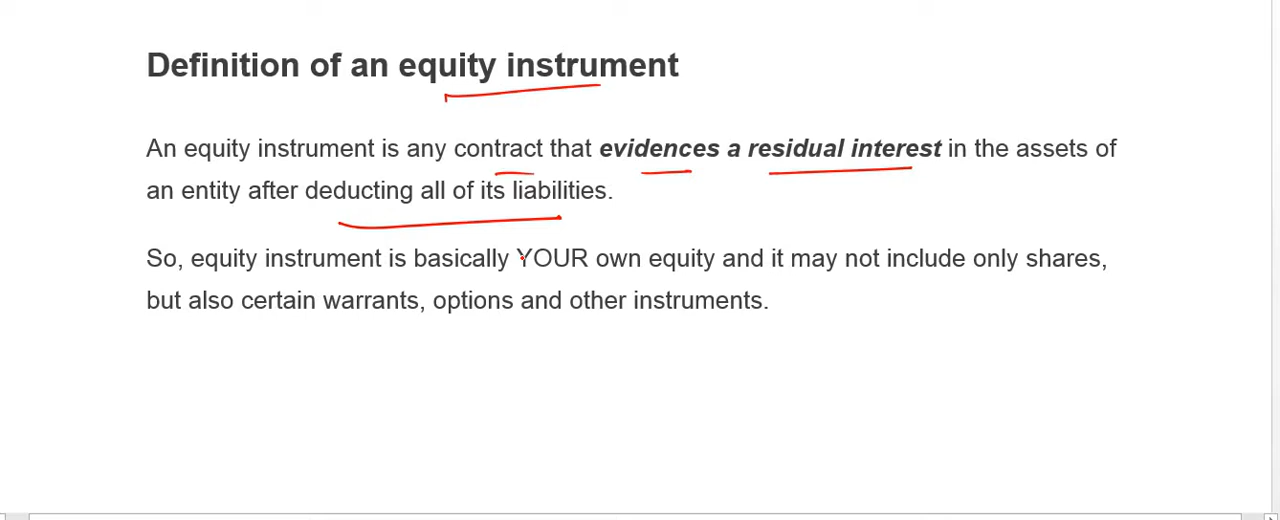 Definition of an equity instrument
An equity instrument is any contract that evidences a residual interest in the assets of
an entity after deducting all of its liabilities.
So, equity instrument is basically YOUR own equity and it may not include only shares,
but also certain warrants, options and other instruments.